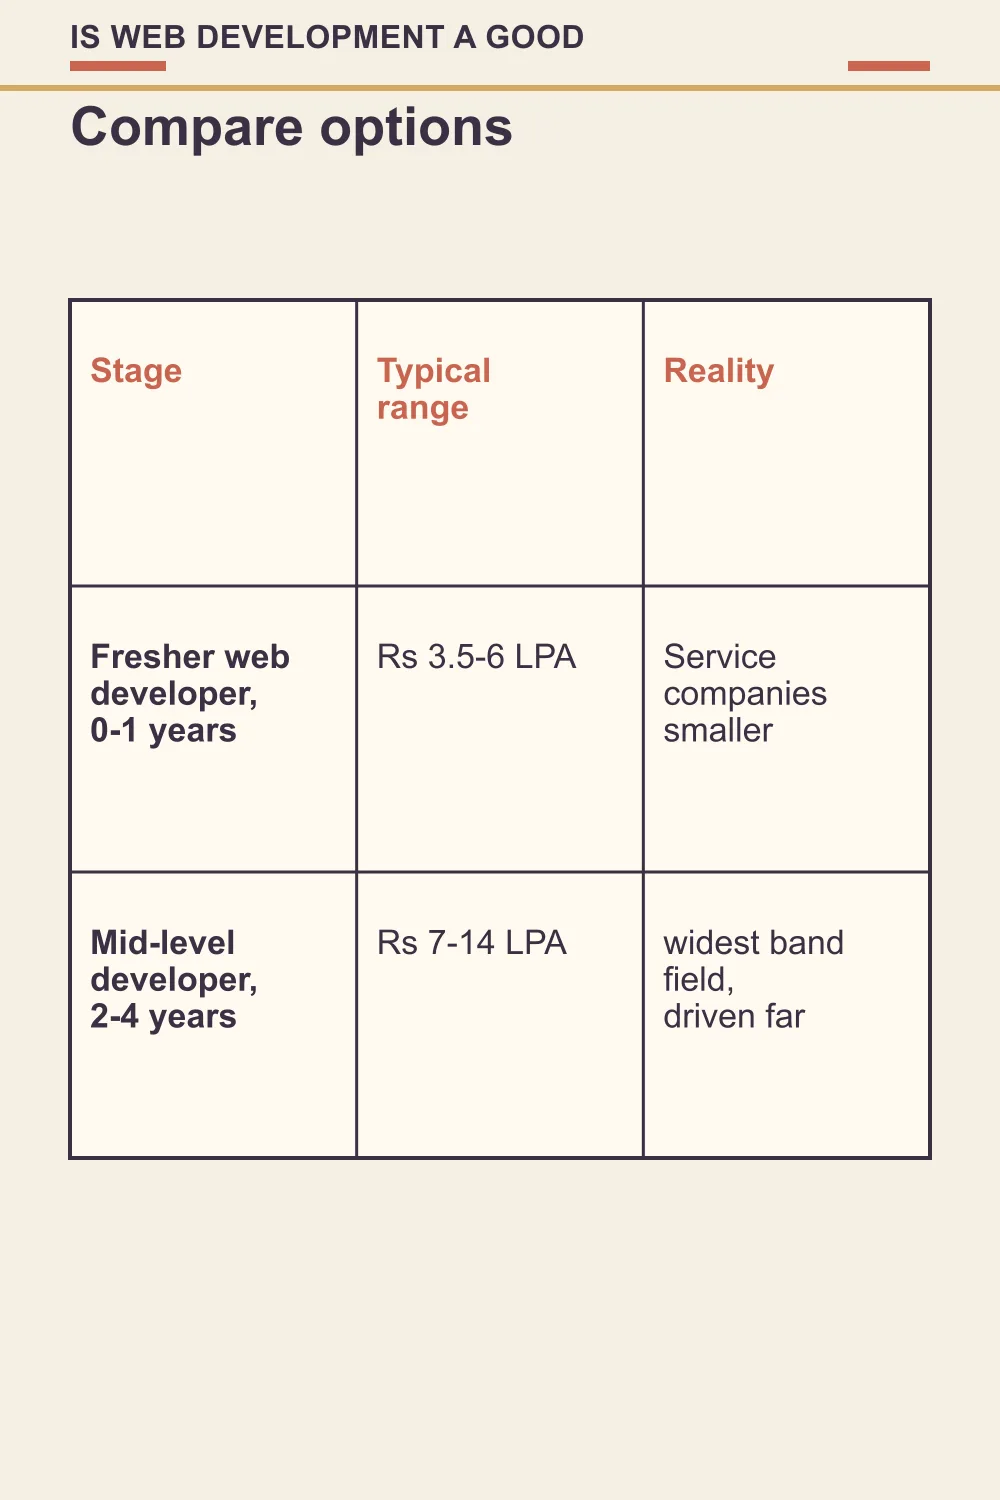 IS WEB DEVELOPMENT A GOOD
Compare options
Stage
Typical
range
Reality
Fresher web
developer,
0-1 years
Rs 3.5-6 LPA
Service
companies
smaller
Mid-level
developer,
2-4 years
Rs 7-14 LPA
widest band
field,
driven far